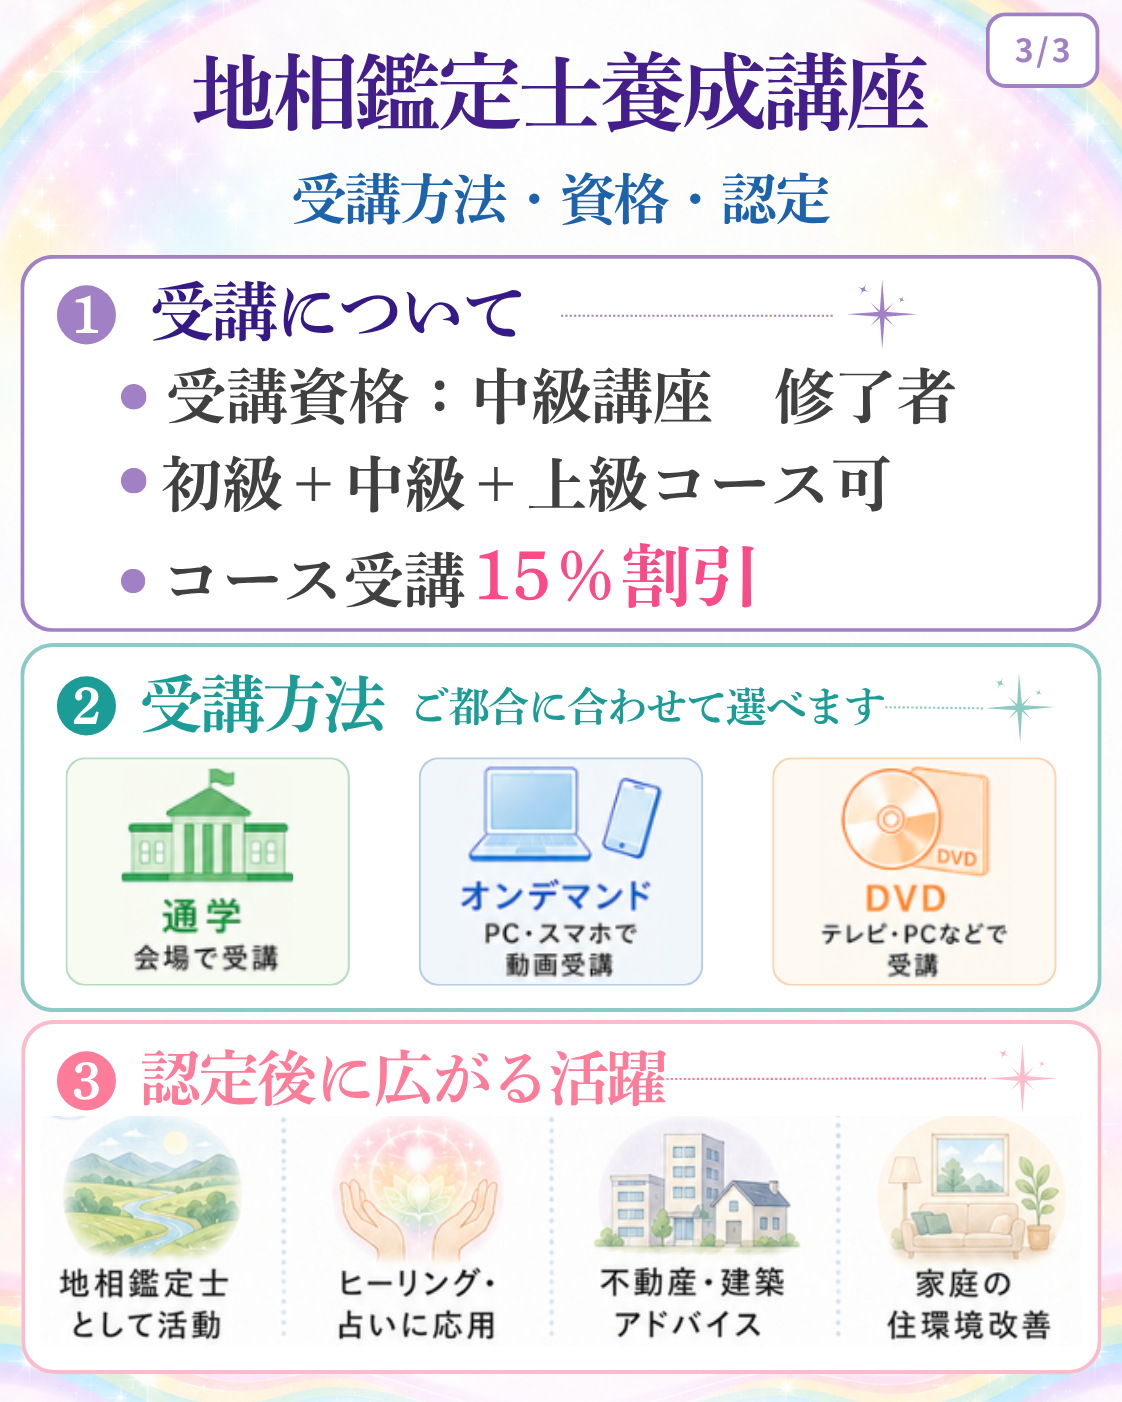 3/3
地相鑑定士養成講座
受講方法・資格・認定
1 受講について
● 受講資格：中級講座　修了者
● 初級＋中級＋上級コース可
● コース受講15％割引
2 受講方法 ご都合に合わせて選べます
通学
会場で受講
オンデマンド
PC・スマホで
動画受講
DVD
DVD
テレビ・PCなどで
受講
3 認定後に広がる活躍
地相鑑定士
として活動
ヒーリング・
占いに応用
不動産・建築
アドバイス
家庭の
住環境改善